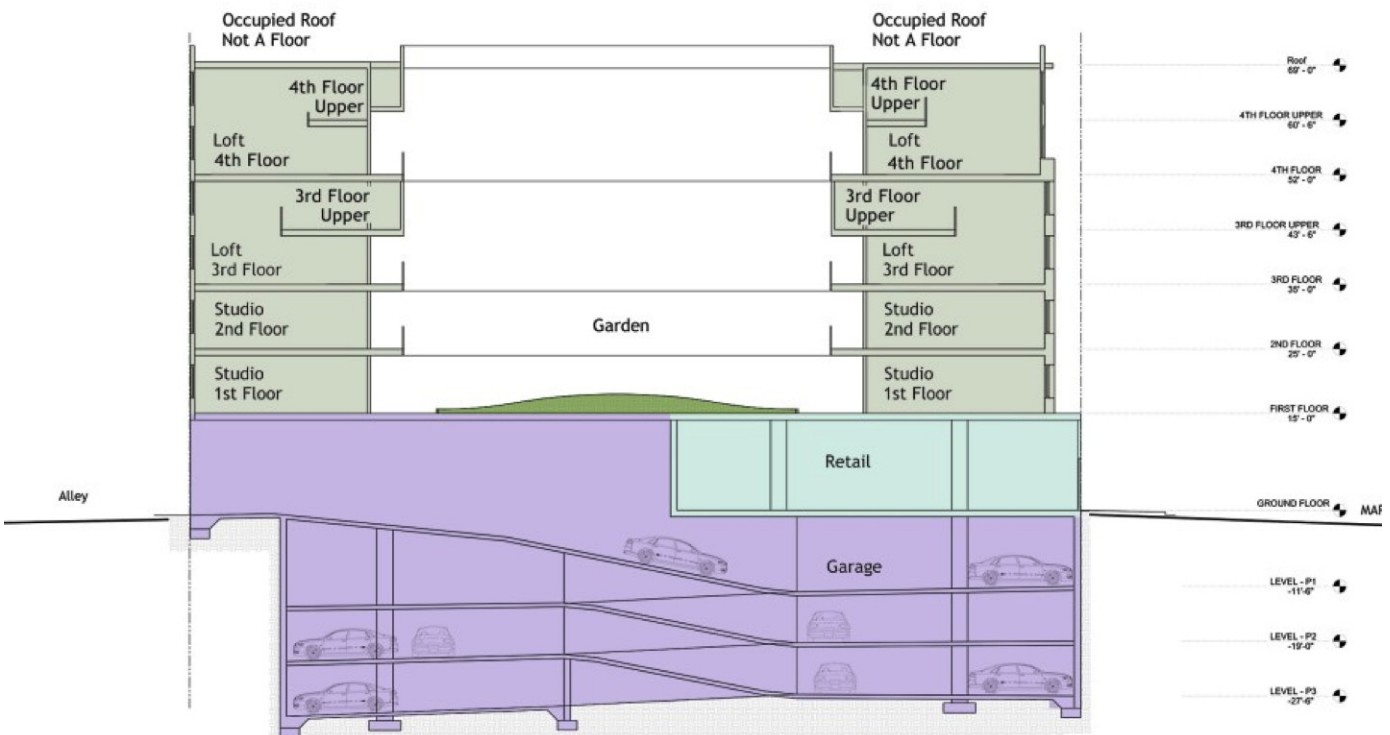 Occupied Roof
Not A Floor
Occupied Roof
Not A Floor
4th Floor
Upper
4th Floor
Upper
Loft
4th Floor
Loft
4th Floor
3rd Floor
Upper
3rd Floor
Upper
Loft
3rd Floor
Loft
3rd Floor
Studio
2nd Floor
Garden
Studio
2nd Floor
Studio
1st Floor
Studio
1st Floor
Retail
Alley
Garage
Roof
69' - 0"
4TH FLOOR UPPER
60' - 6"
4TH FLOOR
52' - 0"
3RD FLOOR UPPER
43' - 6"
3RD FLOOR
35' - 0"
2ND FLOOR
25' - 0"
FIRST FLOOR
15' - 0"
GROUND FLOOR
MAR
LEVEL - P1
-11'-6"
LEVEL - P2
-19'-0"
LEVEL - P3
-27'-6"